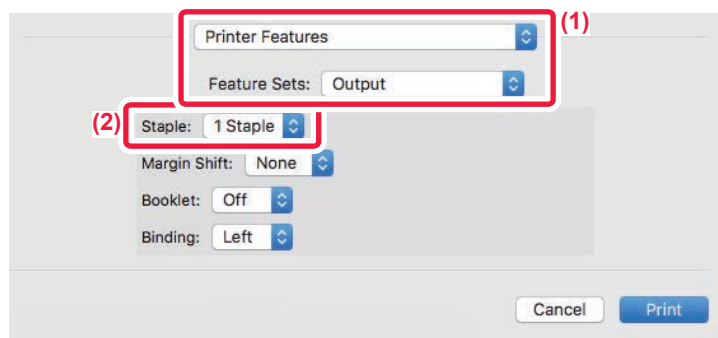 Printer Features
(1)
Feature Sets: Output
(2)
Staple: 1 Staple
Margin Shift: None
Booklet: Off
Binding: Left
Cancel Print